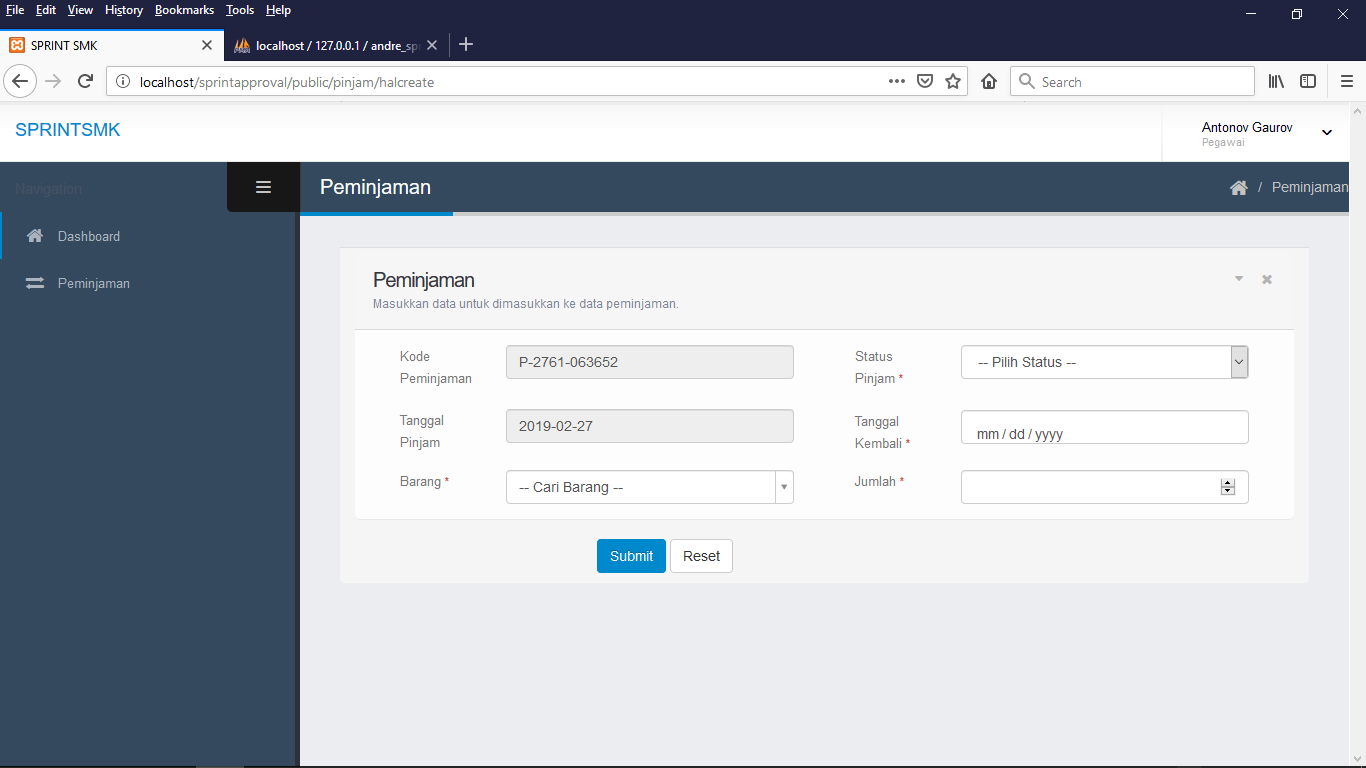 File Edit View History Bookmarks Tools Help
SPRINT SMK
localhost / 127.0.0.1 / andre_sp
localhost/sprintapproval/public/pinjam/halcreate
Search
SPRINTSMK
Antonov Gaurov
Pegawai
Navigation
Peminjaman
/ Peminjaman
Dashboard
Peminjaman
Peminjaman
Masukkan data untuk dimasukkan ke data peminjaman.
Kode
Peminjaman
P-2761-063652
Status
Pinjam *
-- Pilih Status --
Tanggal
Pinjam
2019-02-27
Tanggal
Kembali *
mm / dd / yyyy
Barang *
-- Cari Barang --
Jumlah *
Submit
Reset